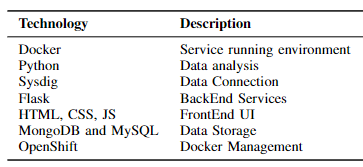 Technology Description
Docker Service running environment
Python Data analysis
Sysdig Data Connection
Flask BackEnd Services
HTML, CSS, JS FrontEnd UI
MongoDB and MySQL Data Storage
OpenShift Docker Management